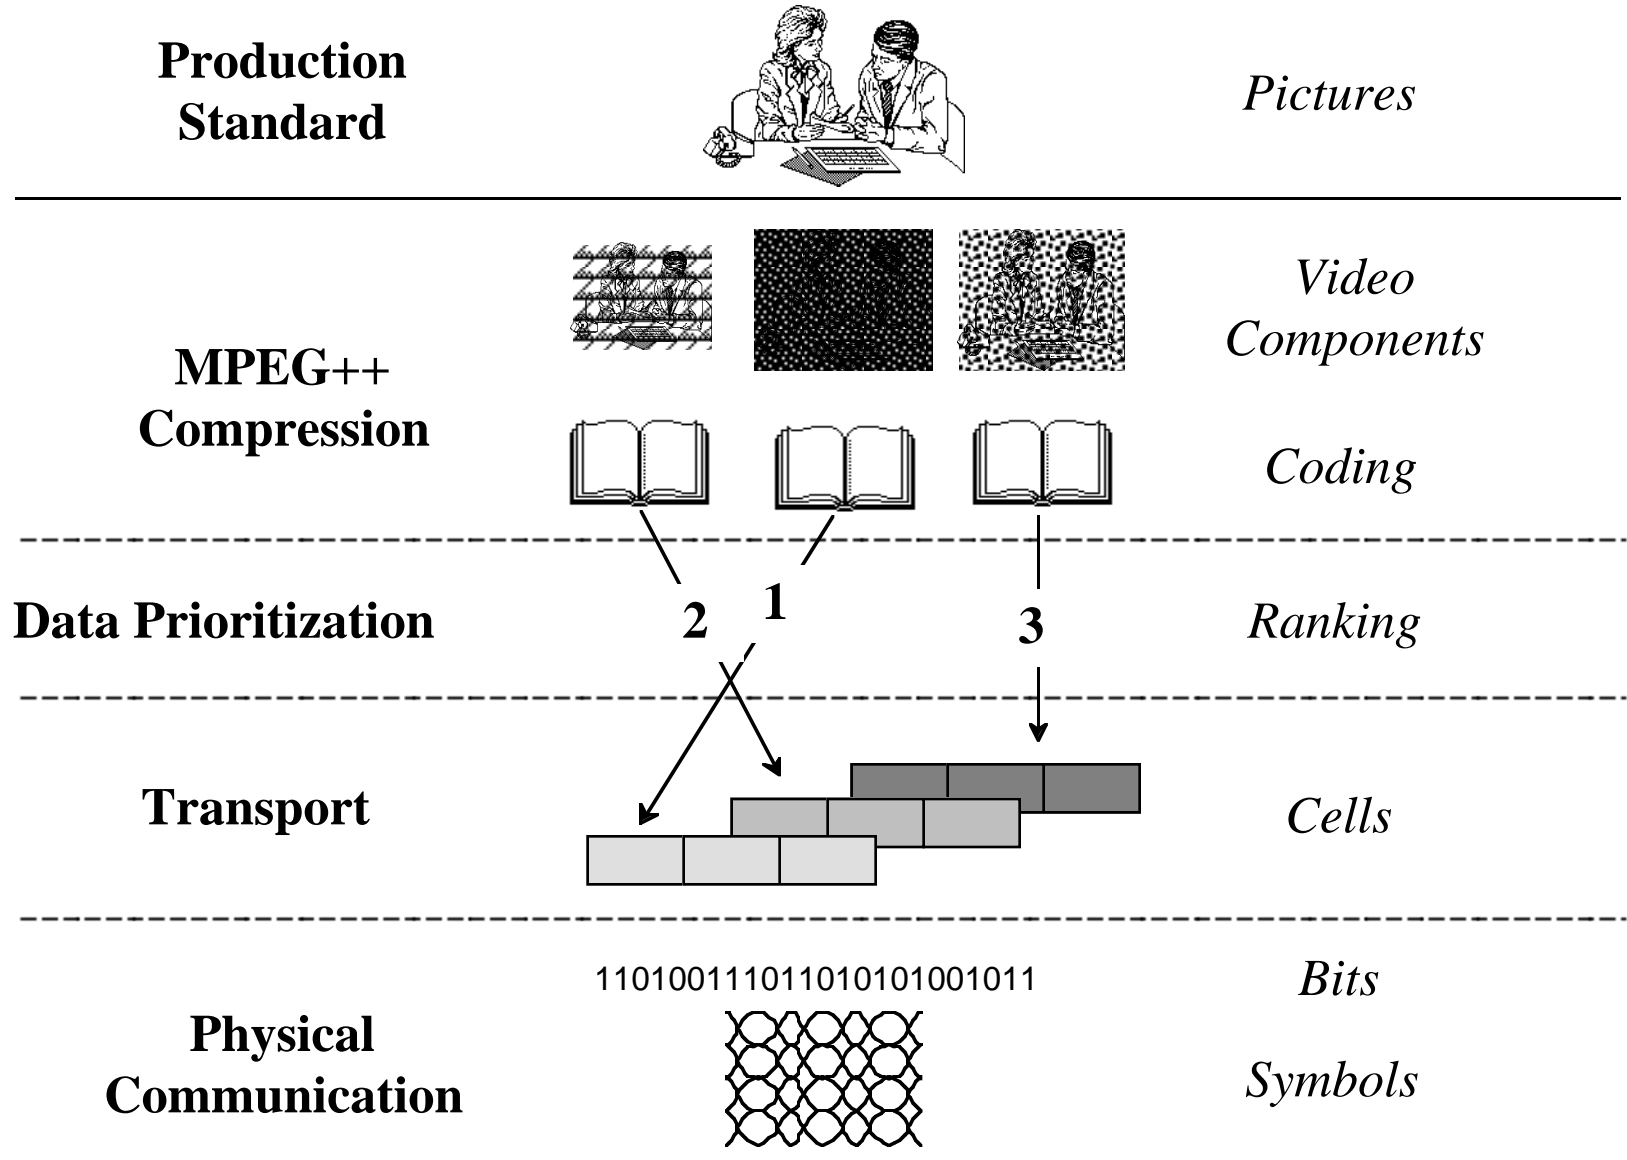 Production
Standard
Pictures
Video
Components
MPEG++
Compression
Coding
Data Prioritization
2
1
3
Ranking
Transport
Cells
110100111011010101001011
Bits
Physical
Communication
Symbols